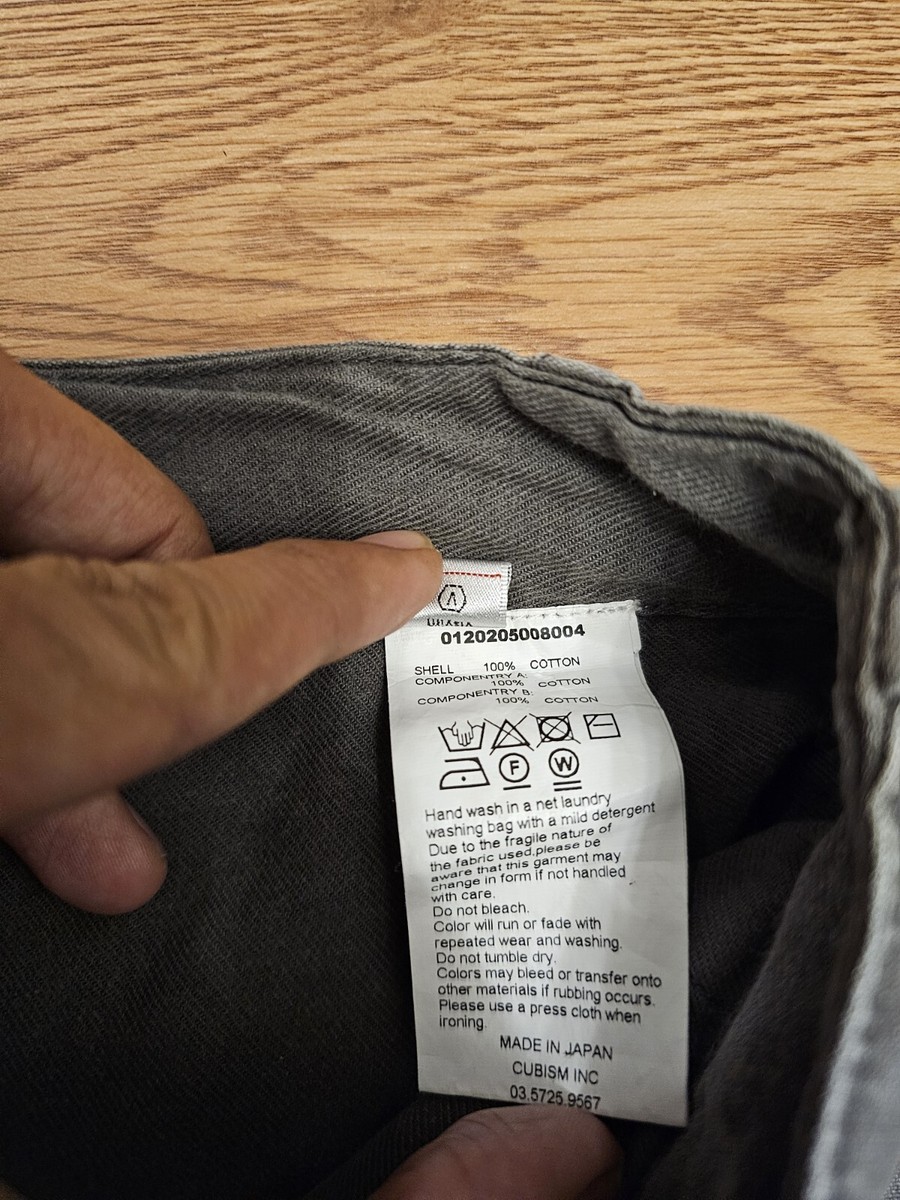 0120205008004
SHELL 100% COTTON
COMPONENTRY A:
100% COTTON
COMPONENTRY B:
100% COTTON
F W
Hand wash in a net laundry
washing bag with a mild detergent
Due to the fragile nature of
the fabric used,please be
aware that this garment may
change in form if not handled
with care.
Do not bleach.
Color will run or fade with
repeated wear and washing.
Do not tumble dry.
Colors may bleed or transfer onto
other materials if rubbing occurs.
Please use a press cloth when
ironing.
MADE IN JAPAN
CUBISM INC
03.5725.9567